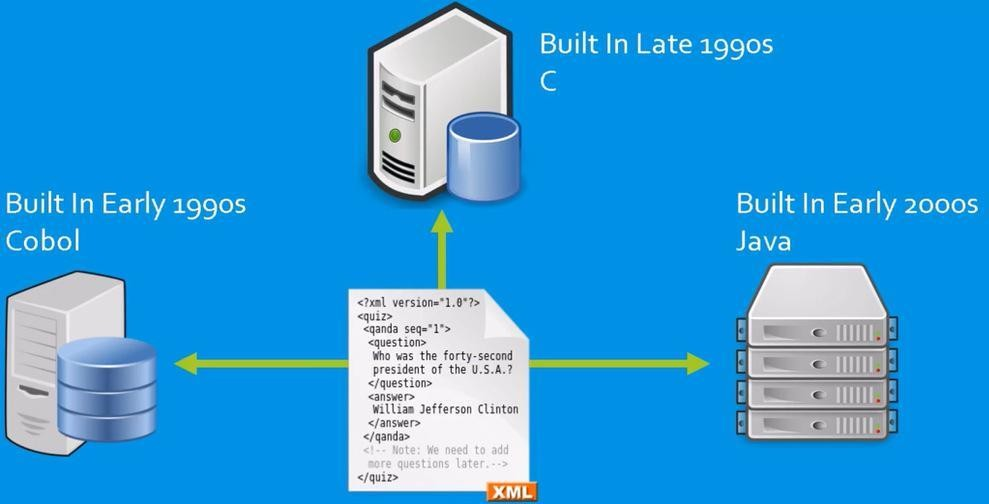 Built In Late 1990s
C
Built In Early 1990s
Cobol
Built In Early 2000s
Java
<?xml version="1.0"?>
<quiz>
<qanda seq="1">
<question>
Who was the forty-second
president of the U.S.A.?
</question>
<answer>
William Jefferson Clinton
</answer>
</qanda>
<!-- Note: We need to add
more questions later.-->
</quiz>
XML